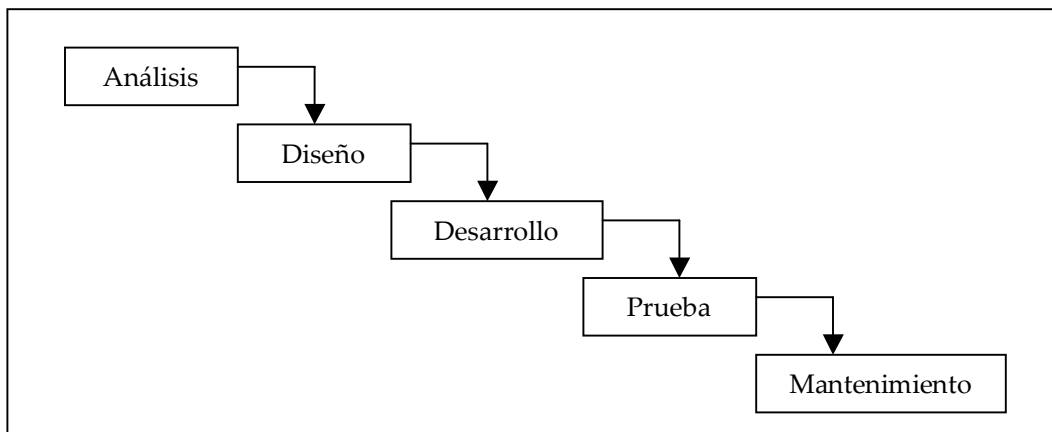 Análisis
Diseño
Desarrollo
Prueba
Mantenimiento